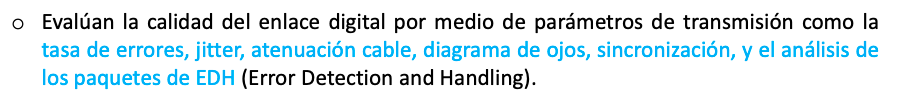 o Evalúan la calidad del enlace digital por medio de parámetros de transmisión como la
tasa de errores, jitter, atenuación cable, diagrama de ojos, sincronización, y el análisis de
los paquetes de EDH (Error Detection and Handling).